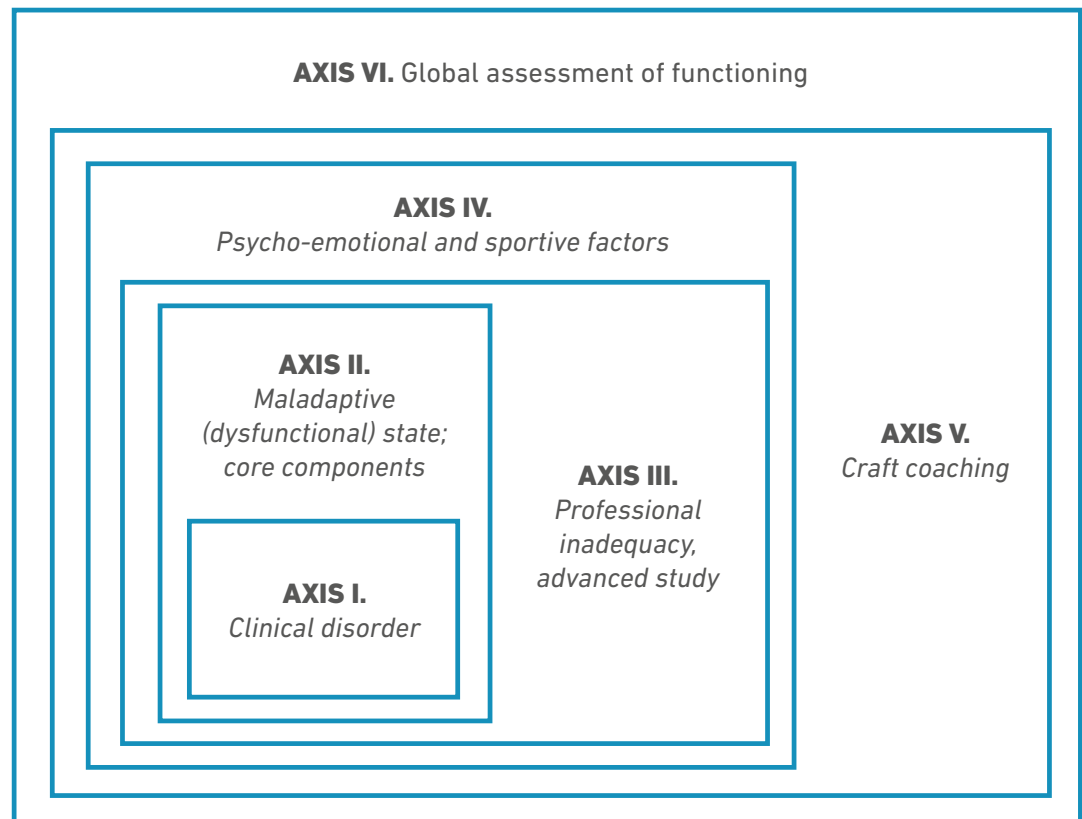 AXIS VI. Global assessment of functioning
AXIS IV.
Psycho-emotional and sportive factors
AXIS II.
Maladaptive
(dysfunctional) state;
core components
AXIS I.
Clinical disorder
AXIS III.
Professional
inadequacy,
advanced study
AXIS V.
Craft coaching